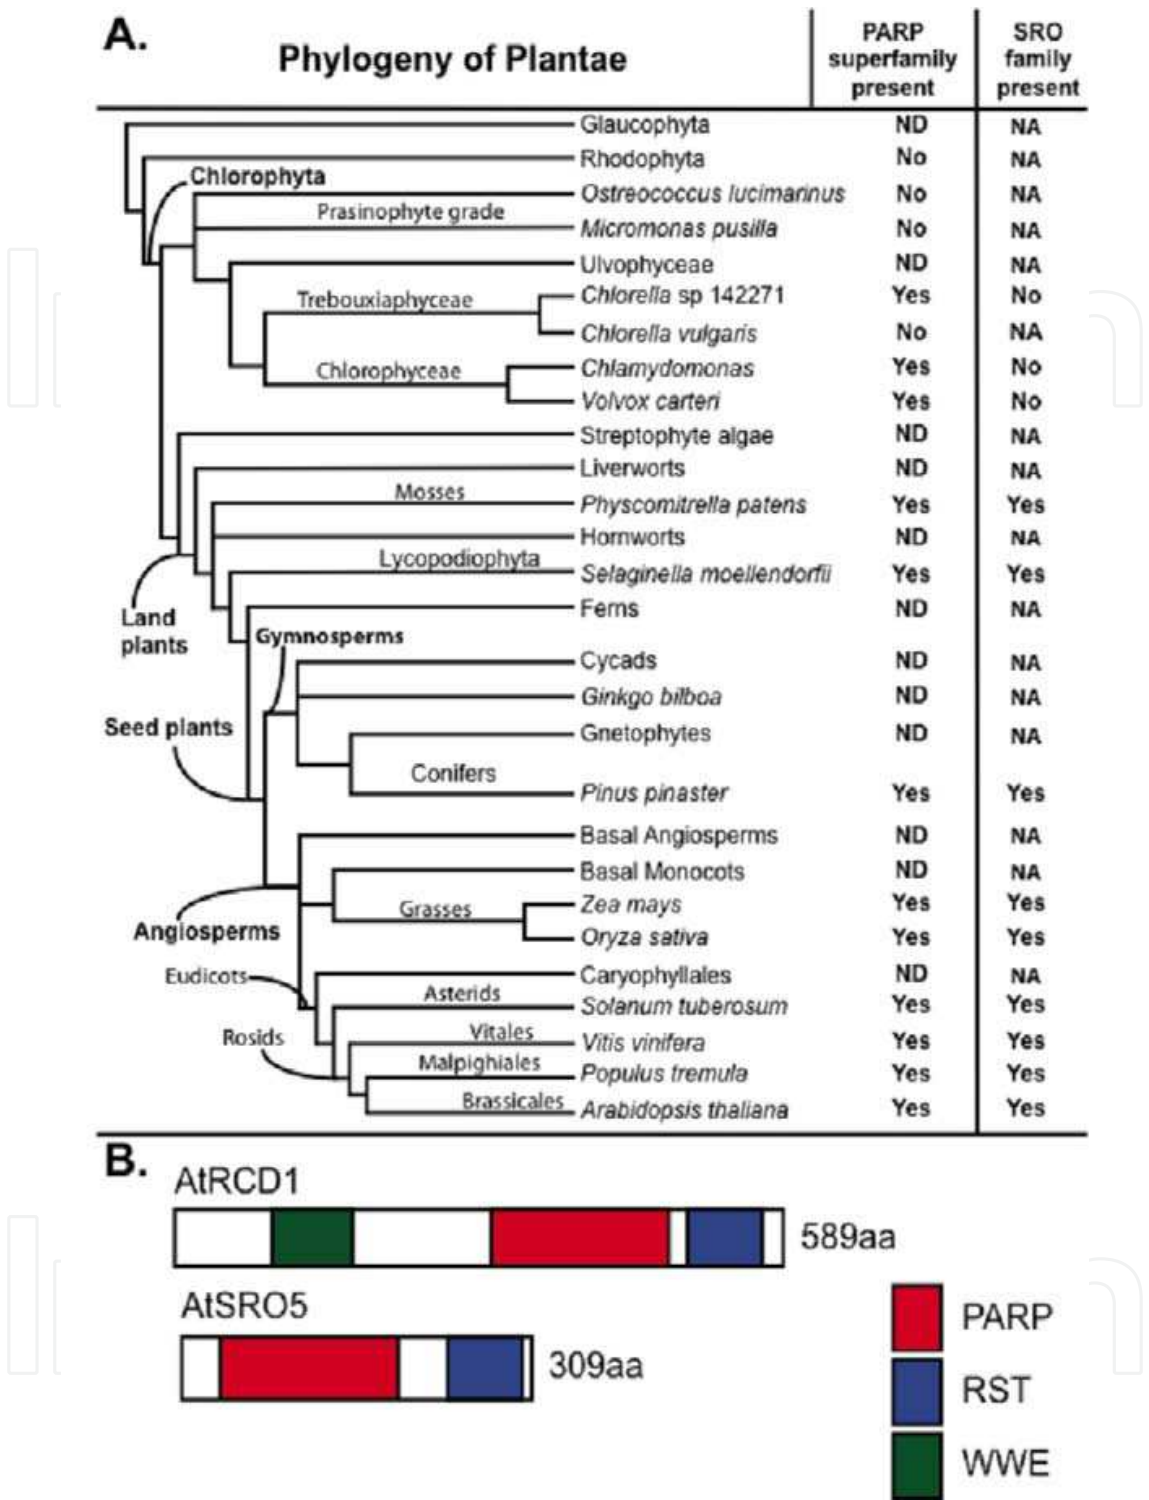 A.
Phylogeny of Plantae
PARP
superfamily
present
SRO
family
present
Glaucophyta ND NA
Rhodophyta No NA
Chlorophyta
Ostreococcus lucimarinus No NA
Prasinophyte grade
Micromonas pusilla No NA
Ulvophyceae ND NA
Trebouxiaphyceae
Chlorella sp 142271 Yes No
Chlorella vulgaris No NA
Chlorophyceae
Chlamydomonas Yes No
Volvox carteri Yes No
Streptophyte algae ND NA
Liverworts ND NA
Mosses
Physcomitrella patens Yes Yes
Hornworts ND NA
Lycopodiophyta
Selaginella moellendorfii Yes Yes
Land
plants
Ferns ND NA
Gymnosperms
Cycads ND NA
Ginkgo bilboa ND NA
Seed plants
Gnetophytes ND NA
Conifers
Pinus pinaster Yes Yes
Basal Angiosperms ND NA
Basal Monocots ND NA
Grasses
Zea mays Yes Yes
Oryza sativa Yes Yes
Angiosperms
Eudicots
Caryophyllales ND NA
Asterids
Solanum tuberosum Yes Yes
Rosids
Vitales
Vitis vinifera Yes Yes
Malpighiales
Populus tremula Yes Yes
Brassicales
Arabidopsis thaliana Yes Yes
B.
AtRCD1
589aa
AtSRO5
309aa
PARP
RST
WWE